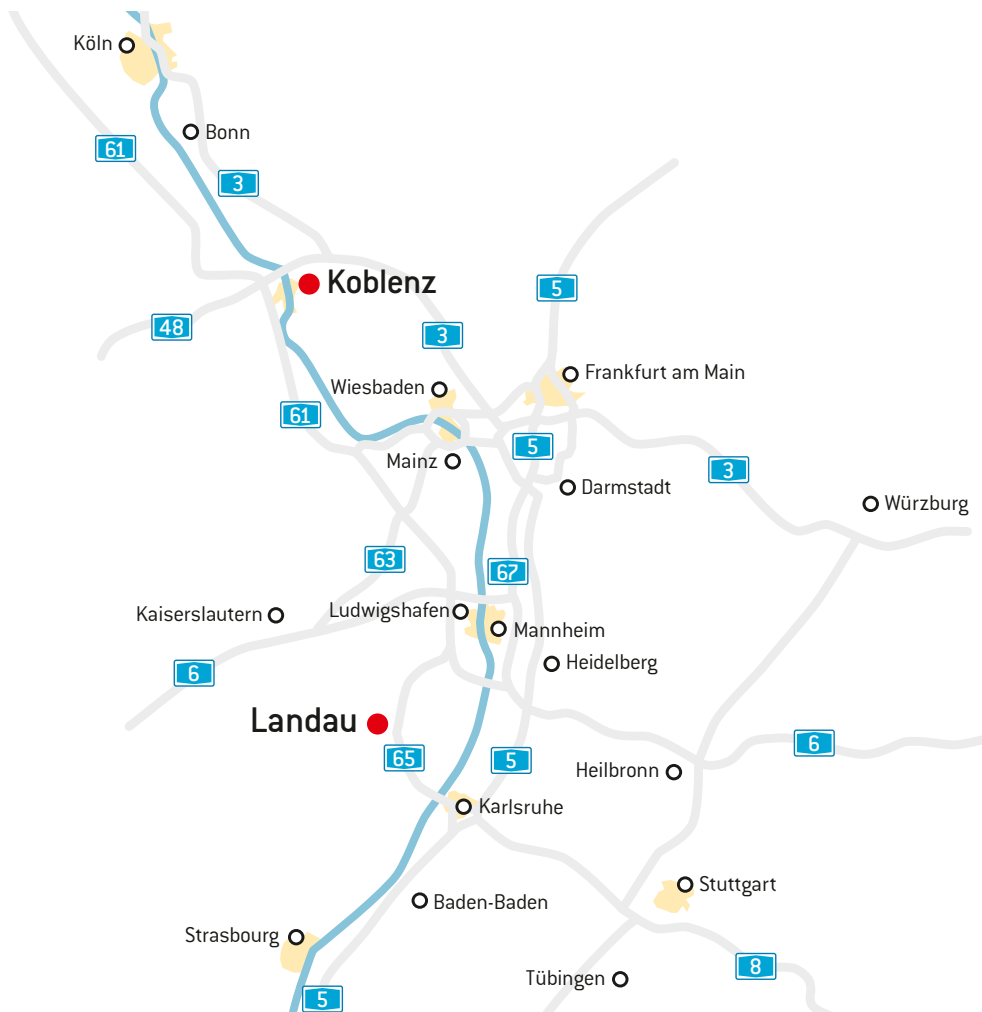 Köln
Bonn
61
3
Koblenz
5
48
3
Frankfurt am Main
Wiesbaden
61
5
Mainz
3
Darmstadt
Würzburg
63
67
Ludwigshafen
Kaiserslautern
Mannheim
Heidelberg
6
Landau
6
65
5
Heilbronn
Karlsruhe
Stuttgart
Baden-Baden
Strasbourg
8
Tübingen
5